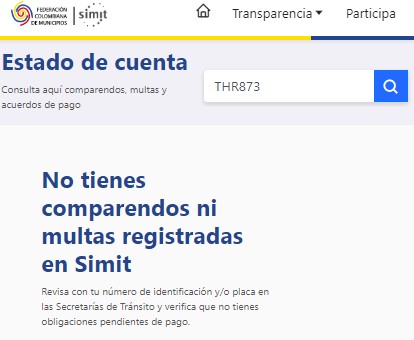 FEDERACIÓN
COLOMBIANA
DE MUNICIPIOS
simit
Transparencia
Participa
Estado de cuenta
Consulta aquí comparendos, multas y
acuerdos de pago
THR873
No tienes
comparendos ni
multas registradas
en Simit
Revisa con tu número de identificación y/o placa en
las Secretarías de Tránsito y verifica que no tienes
obligaciones pendientes de pago.